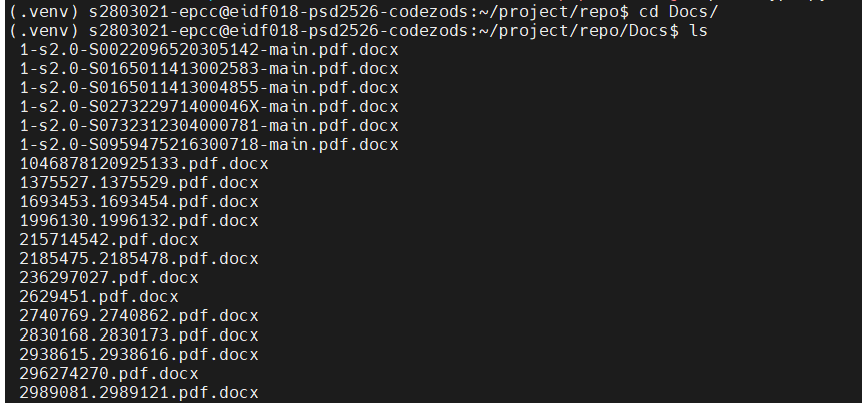 (.venv) s2803021-epcc@eidf018-psd2526-codezods:~/project/repo$ cd Docs/
(.venv) s2803021-epcc@eidf018-psd2526-codezods:~/project/repo/Docs$ ls
1-s2.0-S0022096520305142-main.pdf.docx
1-s2.0-S0165011413002583-main.pdf.docx
1-s2.0-S0165011413004855-main.pdf.docx
1-s2.0-S027322971400046X-main.pdf.docx
1-s2.0-S0732312304000781-main.pdf.docx
1-s2.0-S0959475216300718-main.pdf.docx
1046878120925133.pdf.docx
1375527.1375529.pdf.docx
1693453.1693454.pdf.docx
1996130.1996132.pdf.docx
215714542.pdf.docx
2185475.2185478.pdf.docx
236297027.pdf.docx
2629451.pdf.docx
2740769.2740862.pdf.docx
2830168.2830173.pdf.docx
2938615.2938616.pdf.docx
296274270.pdf.docx
2989081.2989121.pdf.docx